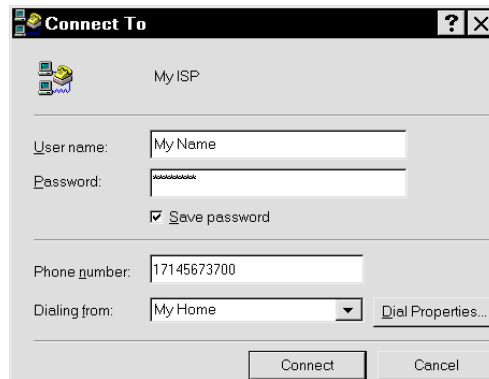 Connect To
My ISP
User name: My Name
Password: *********
Save password
Phone number: 17145673700
Dialing from: My Home Dial Properties...
Connect Cancel